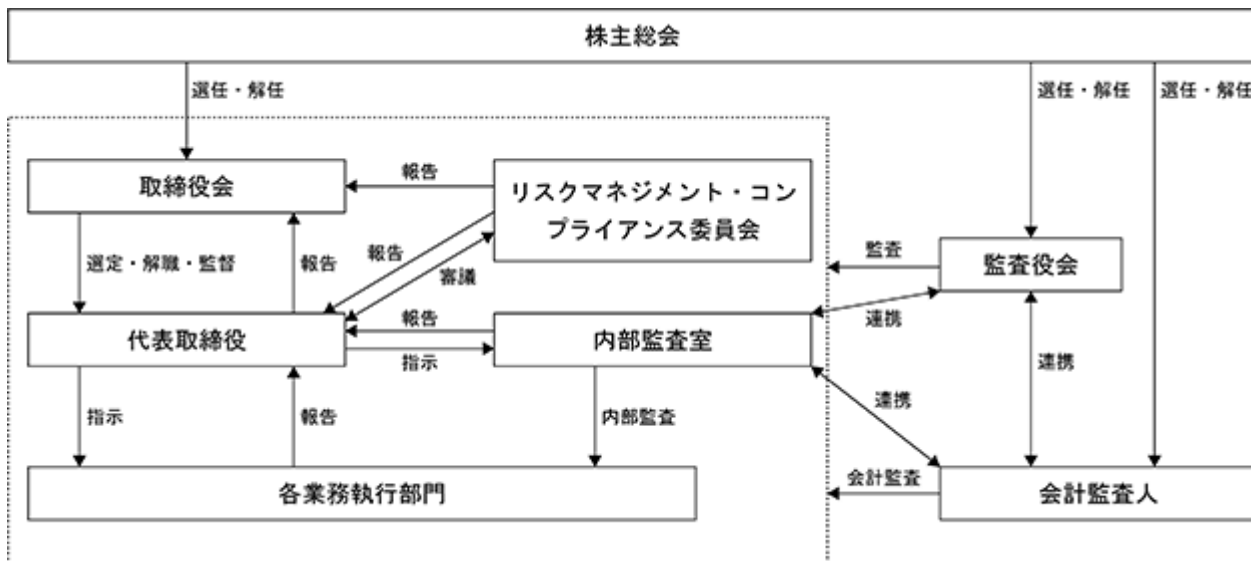 株主総会
選任・解任
選任・解任
選任・解任
取締役会
報告
リスクマネジメント・コン
プライアンス委員会
選定・解職・監督
報告
報告
審議
監査
監査役会
代表取締役
報告
指示
内部監査室
連携
連携
連携
指示
報告
内部監査
各業務執行部門
会計監査
会計監査人